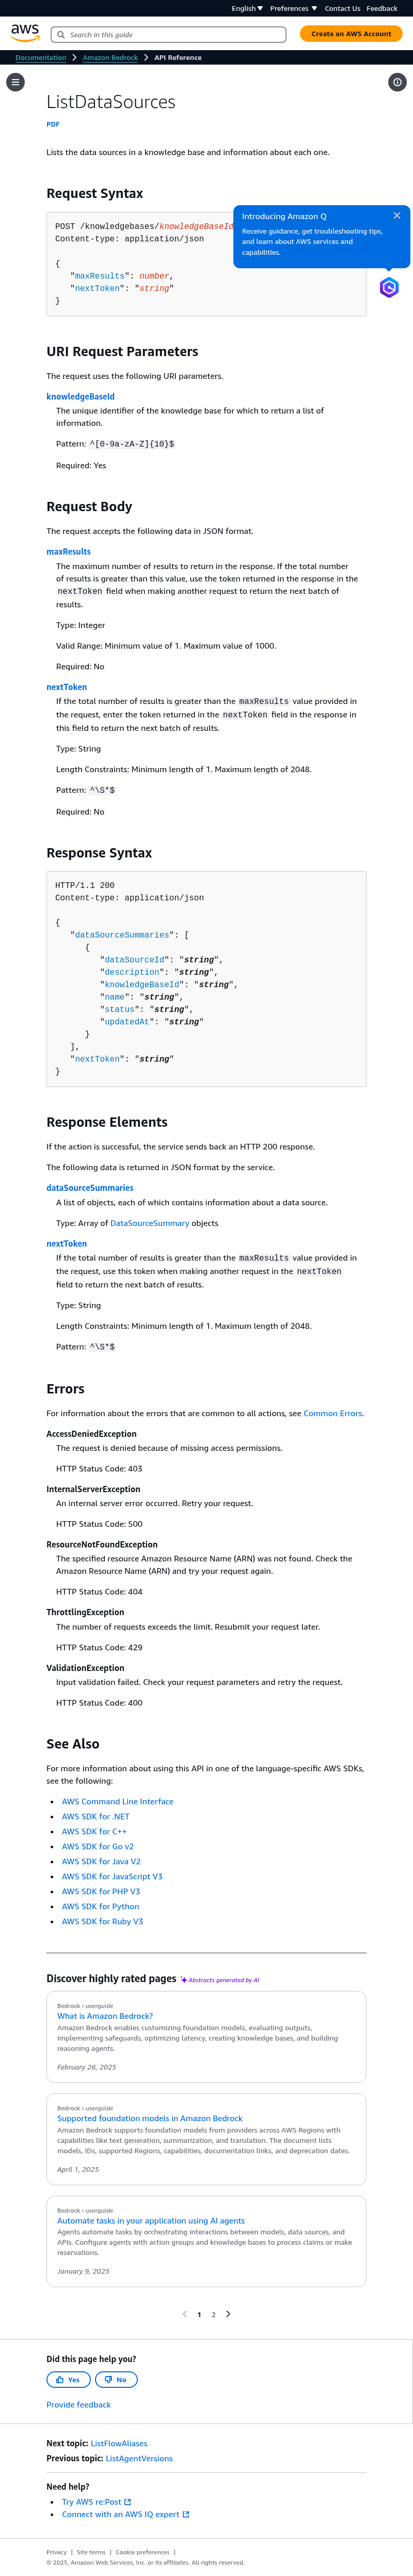 English Preferences Contact Us Feedback
aws
Search in this guide
Create an AWS Account
Documentation Amazon Bedrock API Reference
ListDataSources
PDF
Lists the data sources in a knowledge base and information about each one.
Request Syntax
Introducing Amazon Q
Receive guidance, get troubleshooting tips,
and learn about AWS services and
capabilities.
POST /knowledgebases/knowledgeBaseId
Content-type: application/json
{
"maxResults": number,
"nextToken": "string"
}
URI Request Parameters
The request uses the following URI parameters.
knowledgeBaseId
The unique identifier of the knowledge base for which to return a list of
information.
Pattern: ^[0-9a-zA-Z]{10}$
Required: Yes
Request Body
The request accepts the following data in JSON format.
maxResults
The maximum number of results to return in the response. If the total number
of results is greater than this value, use the token returned in the response in the
nextToken field when making another request to return the next batch of
results.
Type: Integer
Valid Range: Minimum value of 1. Maximum value of 1000.
Required: No
nextToken
If the total number of results is greater than the maxResults value provided in
the request, enter the token returned in the nextToken field in the response in
this field to return the next batch of results.
Type: String
Length Constraints: Minimum length of 1. Maximum length of 2048.
Pattern: ^\S*$
Required: No
Response Syntax
HTTP/1.1 200
Content-type: application/json
{
"dataSourceSummaries": [
{
"dataSourceId": "string",
"description": "string",
"knowledgeBaseId": "string",
"name": "string",
"status": "string",
"updatedAt": "string"
}
],
"nextToken": "string"
}
Response Elements
If the action is successful, the service sends back an HTTP 200 response.
The following data is returned in JSON format by the service.
dataSourceSummaries
A list of objects, each of which contains information about a data source.
Type: Array of DataSourceSummary objects
nextToken
If the total number of results is greater than the maxResults value provided in
the request, use this token when making another request in the nextToken
field to return the next batch of results.
Type: String
Length Constraints: Minimum length of 1. Maximum length of 2048.
Pattern: ^\S*$
Errors
For information about the errors that are common to all actions, see Common Errors.
AccessDeniedException
The request is denied because of missing access permissions.
HTTP Status Code: 403
InternalServerException
An internal server error occurred. Retry your request.
HTTP Status Code: 500
ResourceNotFoundException
The specified resource Amazon Resource Name (ARN) was not found. Check the
Amazon Resource Name (ARN) and try your request again.
HTTP Status Code: 404
ThrottlingException
The number of requests exceeds the limit. Resubmit your request later.
HTTP Status Code: 429
ValidationException
Input validation failed. Check your request parameters and retry the request.
HTTP Status Code: 400
See Also
For more information about using this API in one of the language-specific AWS SDKs,
see the following:
• AWS Command Line Interface
• AWS SDK for .NET
• AWS SDK for C++
• AWS SDK for Go v2
• AWS SDK for Java V2
• AWS SDK for JavaScript V3
• AWS SDK for PHP V3
• AWS SDK for Python
• AWS SDK for Ruby V3
Discover highly rated pages Abstracts generated by AI
Bedrock › userguide
What is Amazon Bedrock?
Amazon Bedrock enables customizing foundation models, evaluating outputs,
implementing safeguards, optimizing latency, creating knowledge bases, and building
reasoning agents.
February 26, 2025
Bedrock › userguide
Supported foundation models in Amazon Bedrock
Amazon Bedrock supports foundation models from providers across AWS Regions with
capabilities like text generation, summarization, and translation. The document lists
models, IDs, supported Regions, capabilities, documentation links, and deprecation dates.
April 1, 2025
Bedrock › userguide
Automate tasks in your application using AI agents
Agents automate tasks by orchestrating interactions between models, data sources, and
APIs. Configure agents with action groups and knowledge bases to process claims or make
reservations.
January 9, 2025
1 2
Did this page help you?
Yes No
Provide feedback
Next topic: ListFlowAliases
Previous topic: ListAgentVersions
Need help?
• Try AWS re:Post
• Connect with an AWS IQ expert
Privacy | Site terms | Cookie preferences |
© 2025, Amazon Web Services, Inc. or its affiliates. All rights reserved.